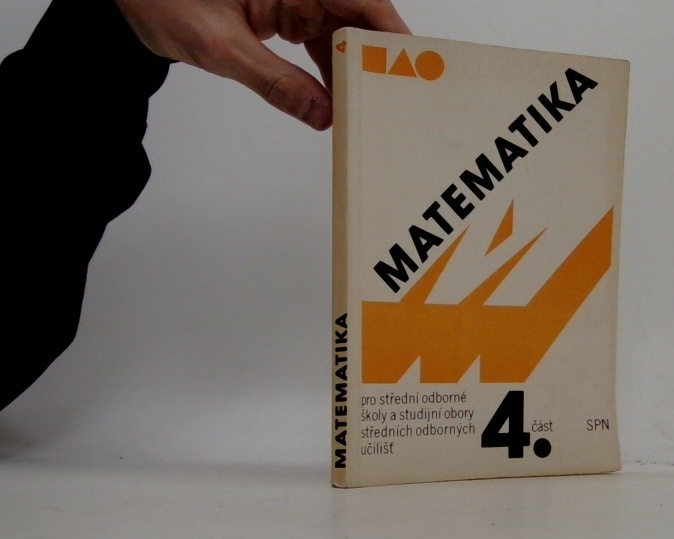 4
MATEMATIKA
MATEMATIKA
pro střední odborné
školy a studijní obory
středních odborných
učilišť
4. část
SPN